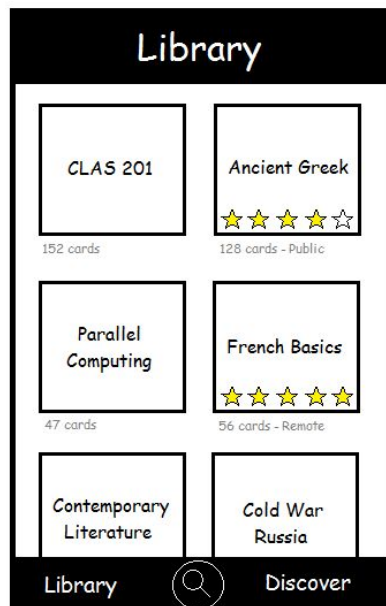 Library
CLAS 201
152 cards
Ancient Greek
128 cards - Public
Parallel
Computing
47 cards
French Basics
56 cards - Remote
Contemporary
Literature
Cold War
Russia
Library
Discover